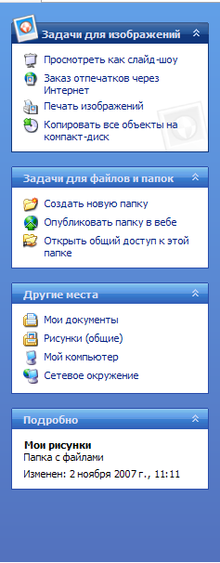 Задачи для изображений
Просмотреть как слайд-шоу
Заказ отпечатков через
Интернет
Печать изображений
Копировать все объекты на
компакт-диск
Задачи для файлов и папок
Создать новую папку
Опубликовать папку в вебе
Открыть общий доступ к этой
папке
Другие места
Мои документы
Рисунки (общие)
Мой компьютер
Сетевое окружение
Подробно
Мои рисунки
Папка с файлами
Изменен: 2 ноября 2007 г., 11:11